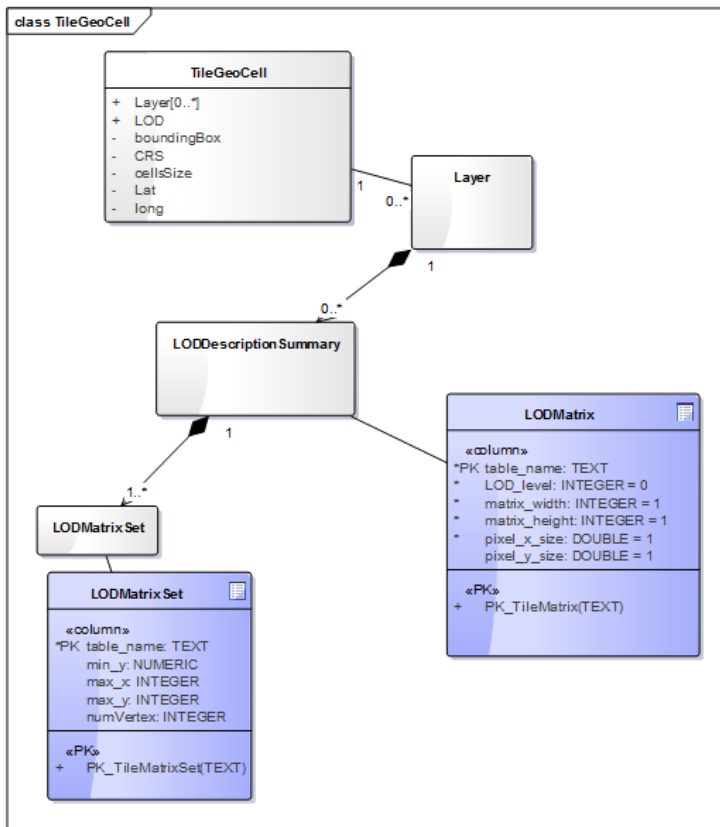 class TileGeoCell
TileGeoCell
+ Layer[0..*]
+ LOD
- boundingBox
- CRS
- cellsSize
- Lat
- long
1
0..*
Layer
1
0..*
LODDescriptionSummary
1
1..*
LODMatrixSet
LODMatrix
«column»
*PK table_name: TEXT
* LOD_level: INTEGER = 0
* matrix_width: INTEGER = 1
* matrix_height: INTEGER = 1
* pixel_x_size: DOUBLE = 1
pixel_y_size: DOUBLE = 1
«PK»
+ PK_TileMatrix(TEXT)
LODMatrixSet
«column»
*PK table_name: TEXT
min_y: NUMERIC
max_x: INTEGER
max_y: INTEGER
numVertex: INTEGER
«PK»
+ PK_TileMatrixSet(TEXT)